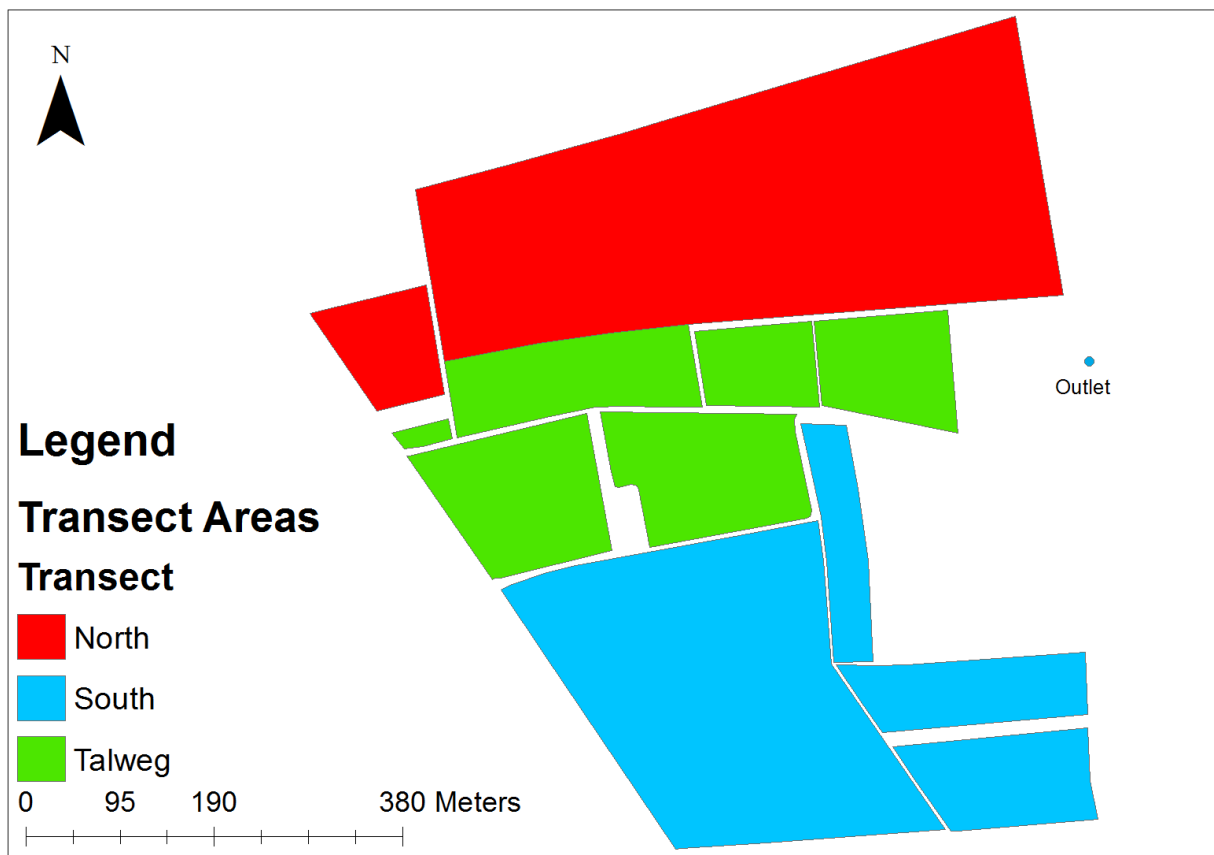 N
Outlet
Legend
Transect Areas
Transect
North
South
Talweg
0 95 190 380 Meters